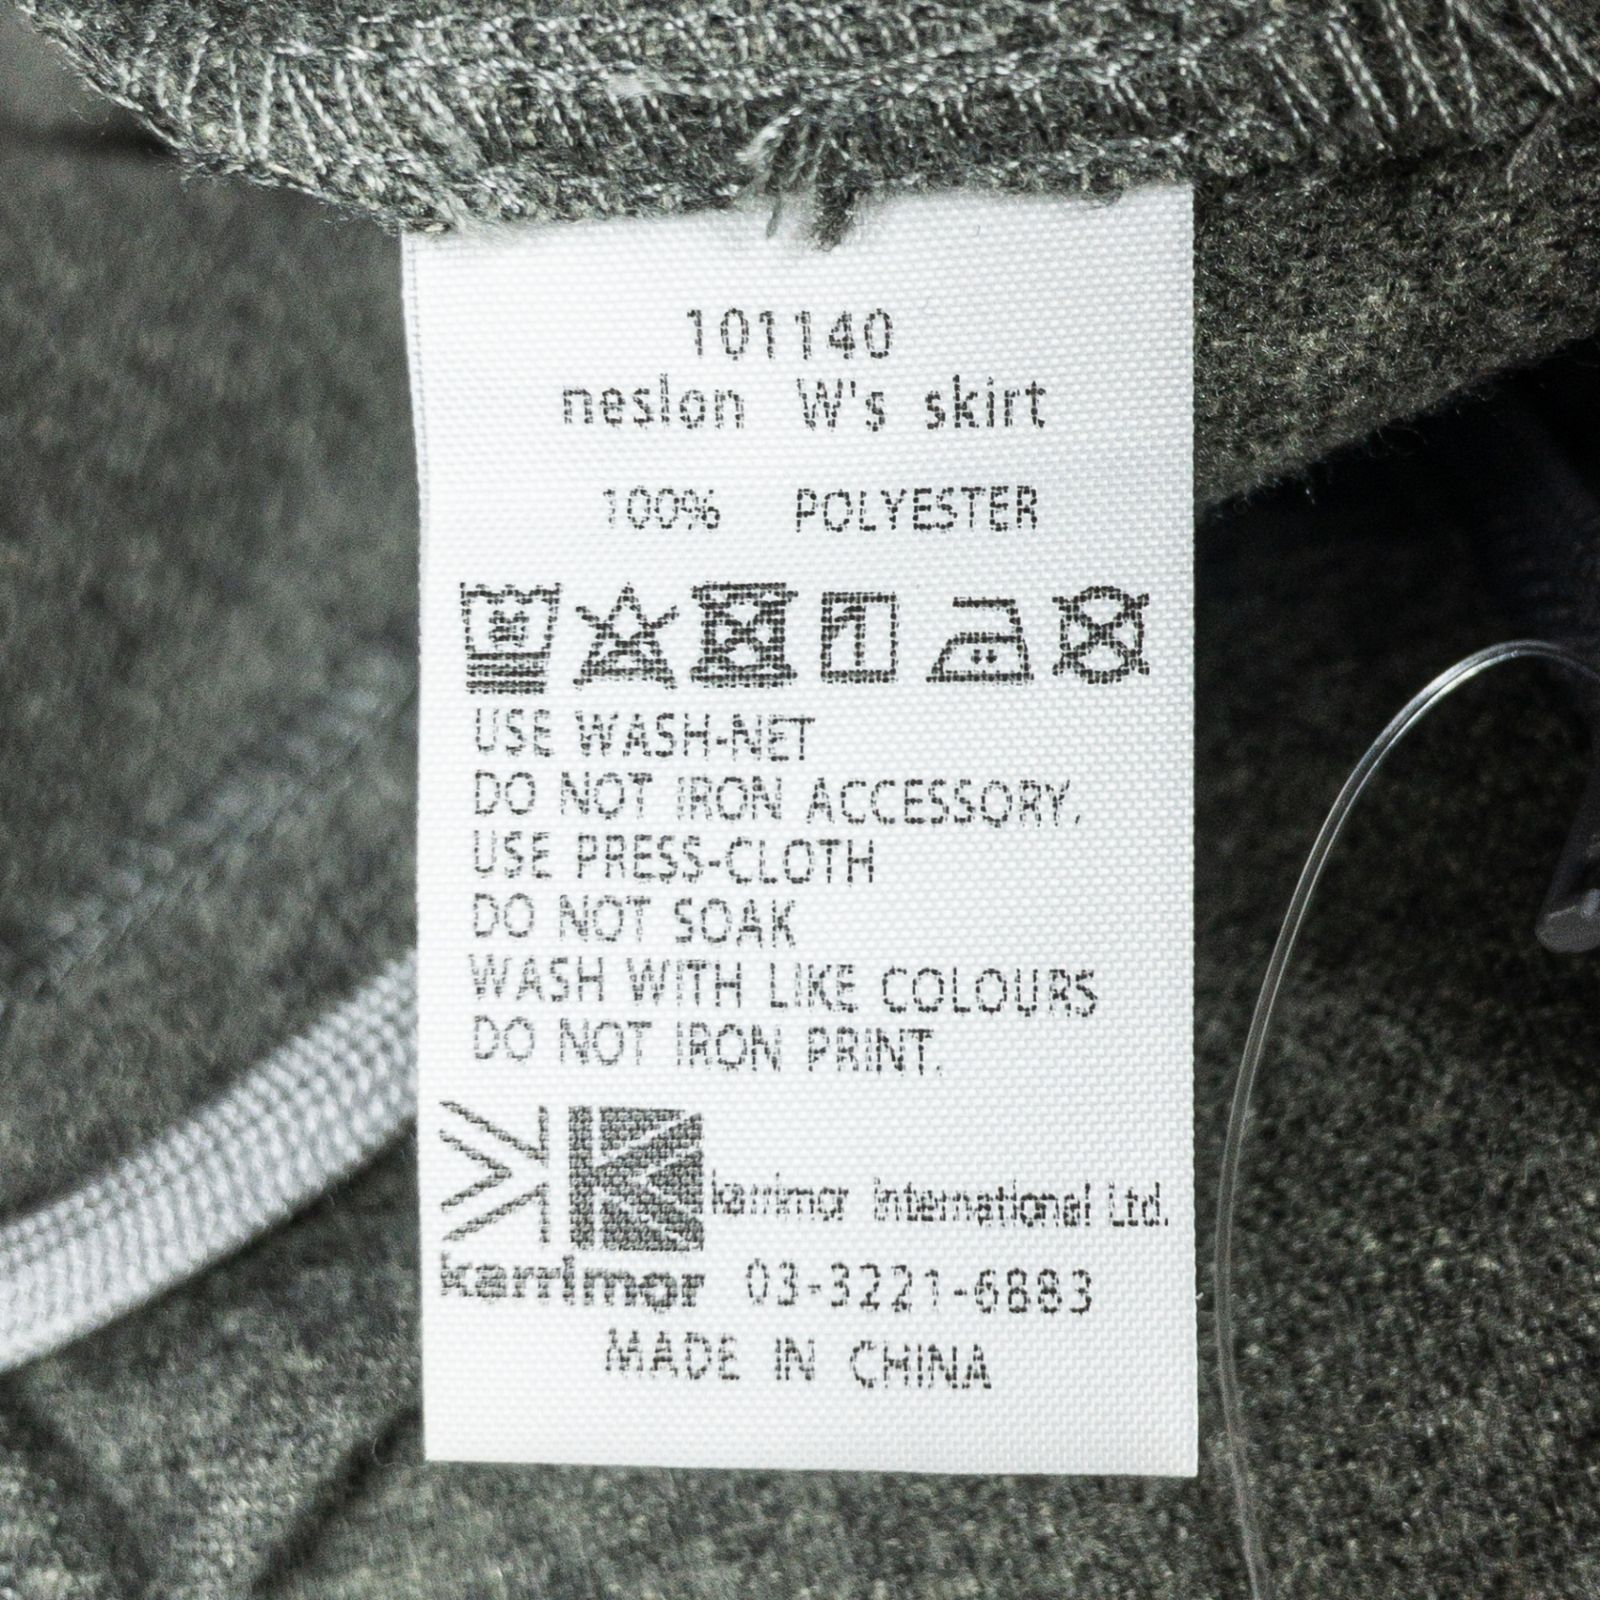 101140
neslon W's skirt
100% POLYESTER
USE WASH-NET
DO NOT IRON ACCESSORY,
USE PRESS-CLOTH
DO NOT SOAK
WASH WITH LIKE COLOURS
DO NOT IRON PRINT.
karrimor international Ltd.
karrimor 03-3221-6883
MADE IN CHINA